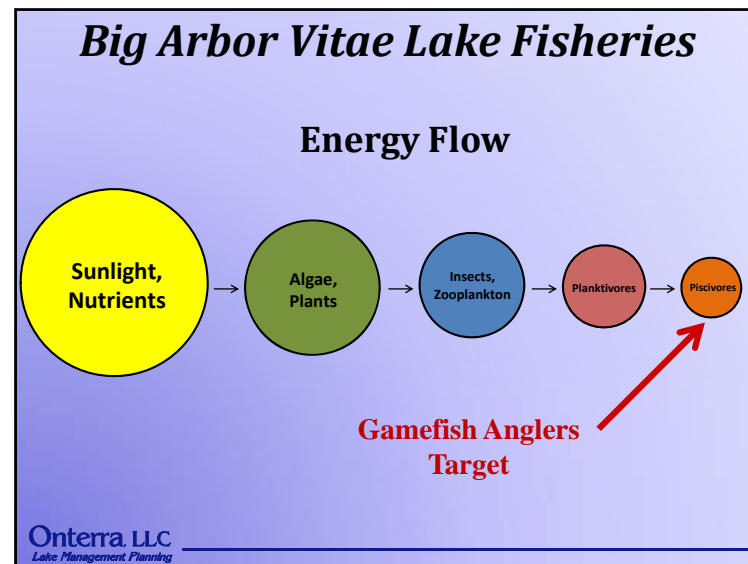 Big Arbor Vitae Lake Fisheries
Energy Flow
Sunlight,
Nutrients
Algae,
Plants
Insects,
Zooplankton
Planktivores
Piscivores
Gamefish Anglers
Target
Onterra, LLC
Lake Management Planning